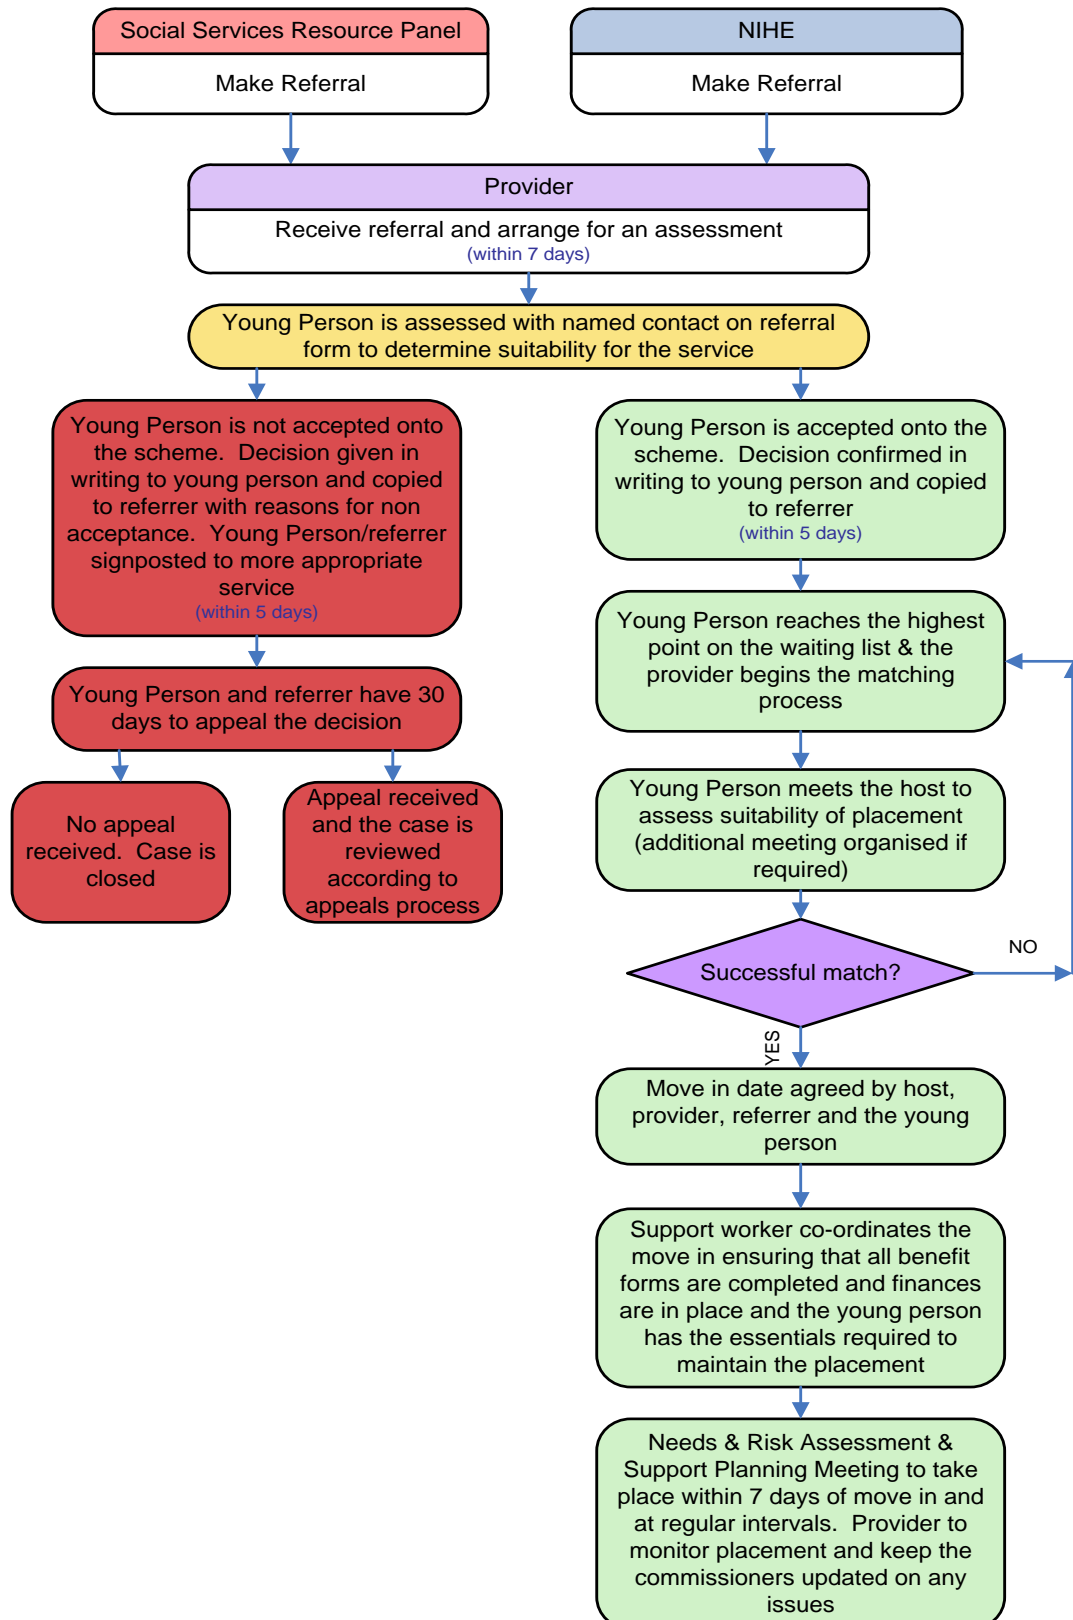 Social Services Resource Panel
Make Referral
NIHE
Make Referral
Provider
Receive referral and arrange for an assessment
(within 7 days)
Young Person is assessed with named contact on referral
form to determine suitability for the service
Young Person is not accepted onto
the scheme.  Decision given in
writing to young person and copied
to referrer with reasons for non
acceptance.  Young Person/referrer
signposted to more appropriate
service
(within 5 days)
Young Person and referrer have 30
days to appeal the decision
No appeal
received.  Case is
closed
Appeal received
and the case is
reviewed
according to
appeals process
Young Person is accepted onto the
scheme.  Decision confirmed in
writing to young person and copied
to referrer
(within 5 days)
Young Person reaches the highest
point on the waiting list & the
provider begins the matching
process
Young Person meets the host to
assess suitability of placement
(additional meeting organised if
required)
Successful match?
NO
YES
Move in date agreed by host,
provider, referrer and the young
person
Support worker co-ordinates the
move in ensuring that all benefit
forms are completed and finances
are in place and the young person
has the essentials required to
maintain the placement
Needs & Risk Assessment &
Support Planning Meeting to take
place within 7 days of move in and
at regular intervals.  Provider to
monitor placement and keep the
commissioners updated on any
issues